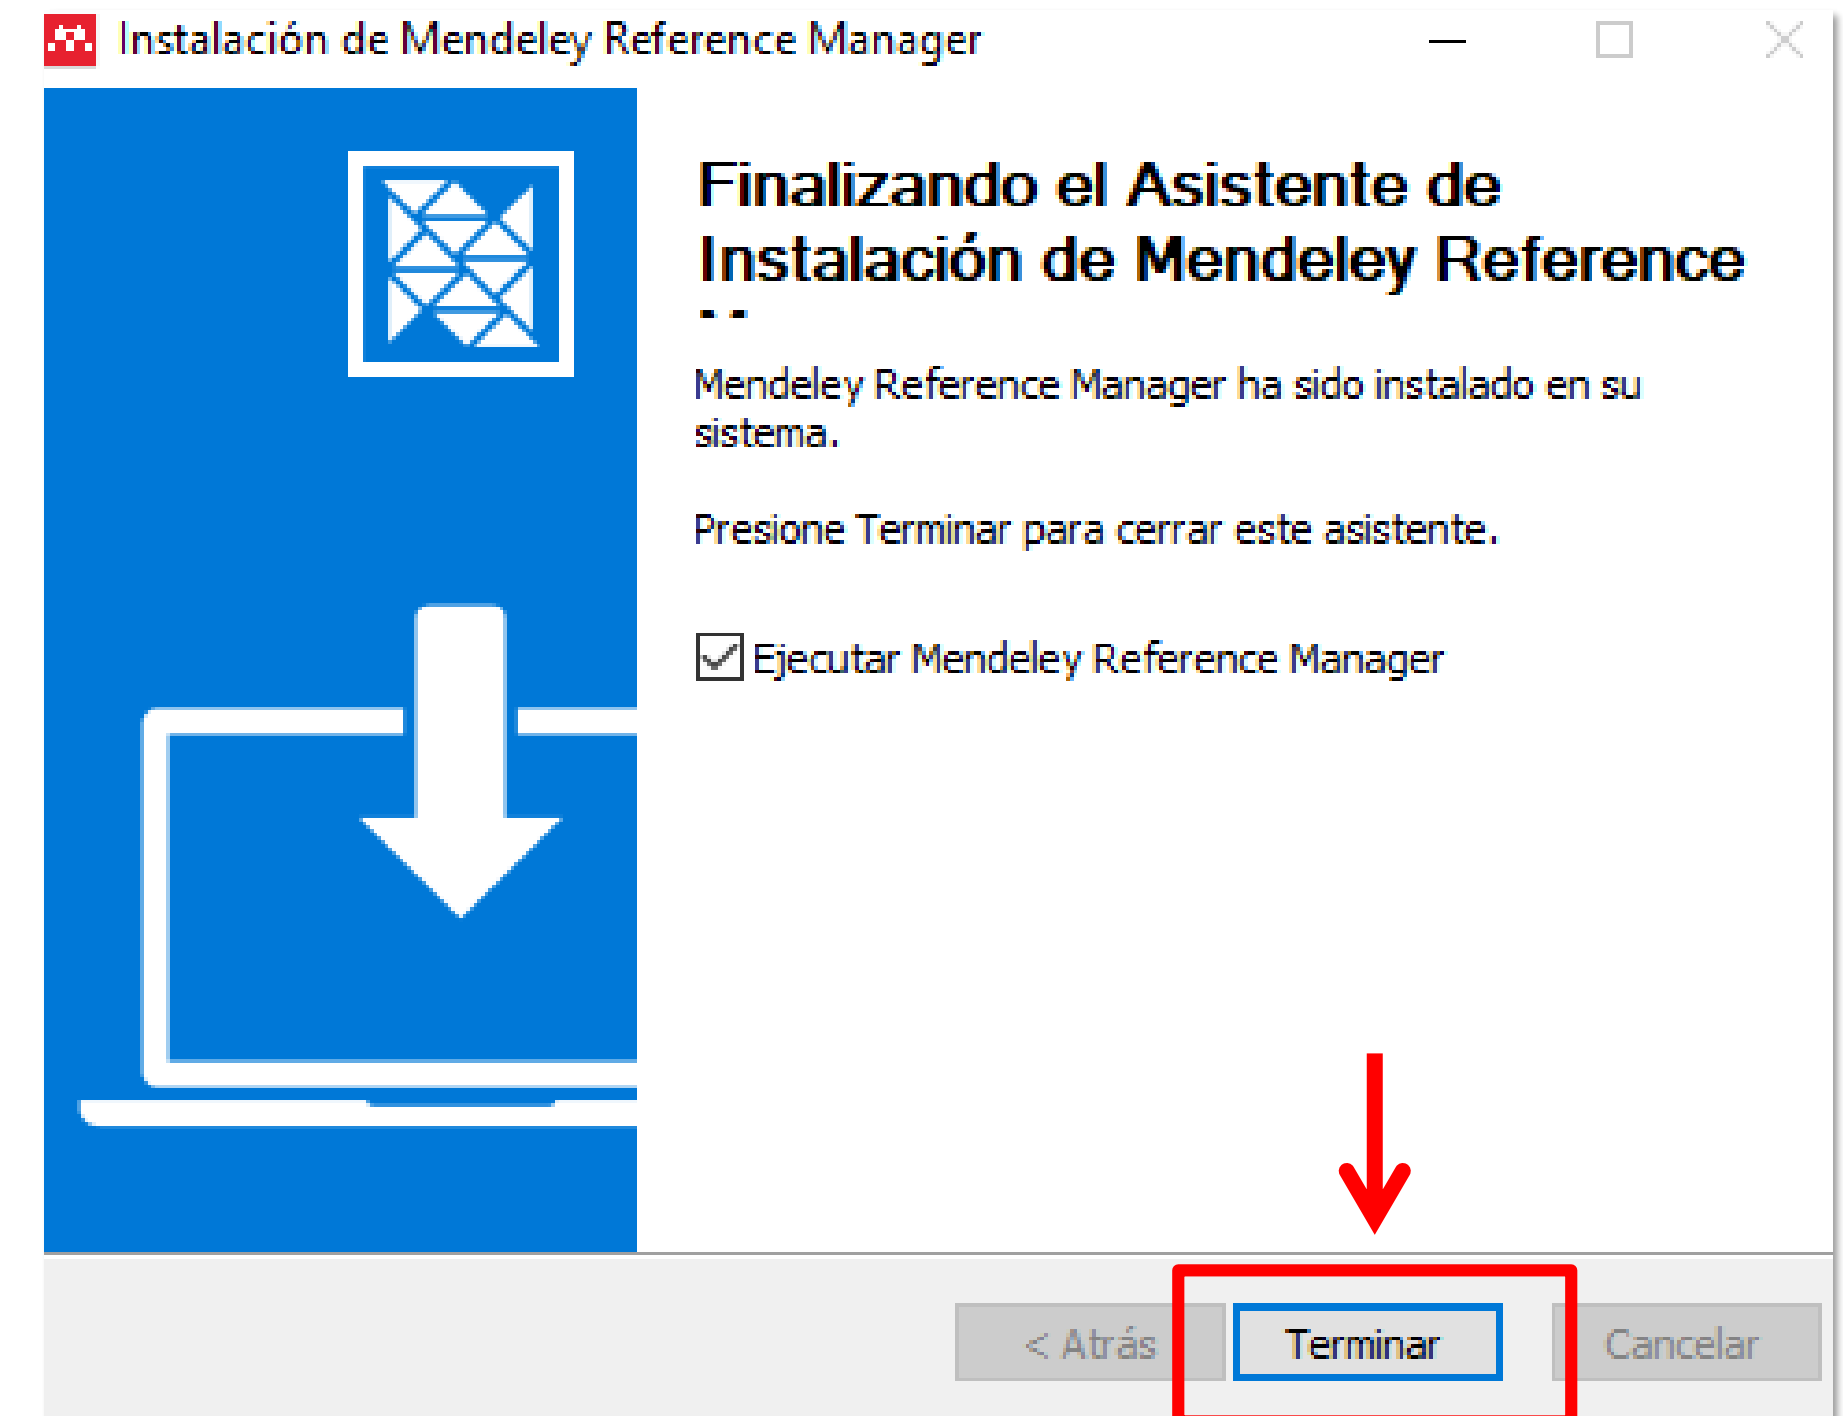 Instalación de Mendeley Reference Manager
Finalizando el Asistente de
Instalación de Mendeley Reference
Mendeley Reference Manager ha sido instalado en su
sistema.
Presione Terminar para cerrar este asistente.
Ejecutar Mendeley Reference Manager
< Atrás
Terminar
Cancelar